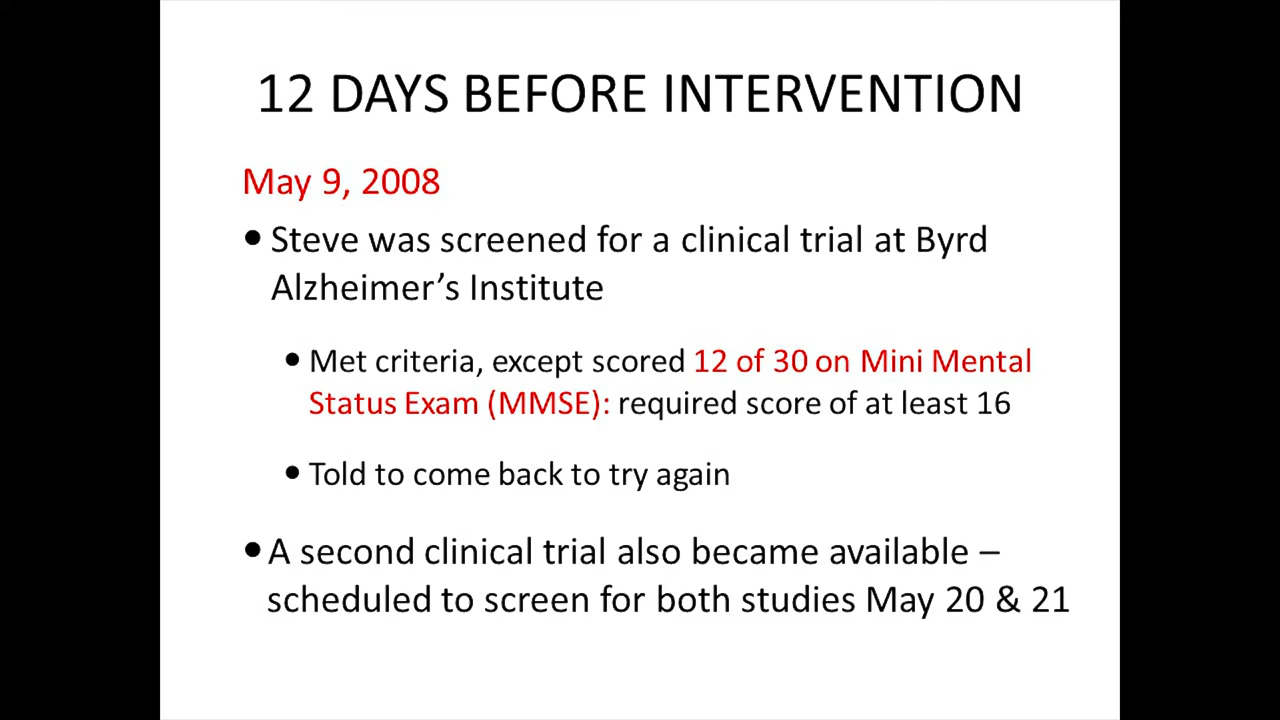 12 DAYS BEFORE INTERVENTION
May 9, 2008
• Steve was screened for a clinical trial at Byrd
Alzheimer’s Institute
• Met criteria, except scored 12 of 30 on Mini Mental
Status Exam (MMSE): required score of at least 16
• Told to come back to try again
• A second clinical trial also became available –
scheduled to screen for both studies May 20 & 21